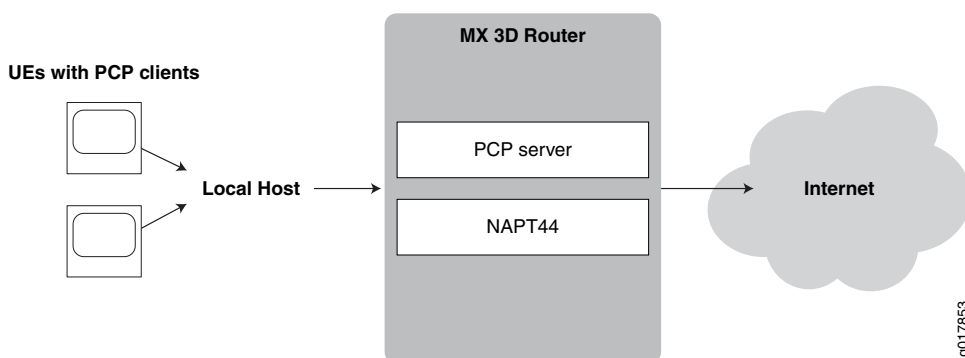 MX 3D Router
UEs with PCP clients
PCP server
Local Host
Internet
NAPT44
g017853